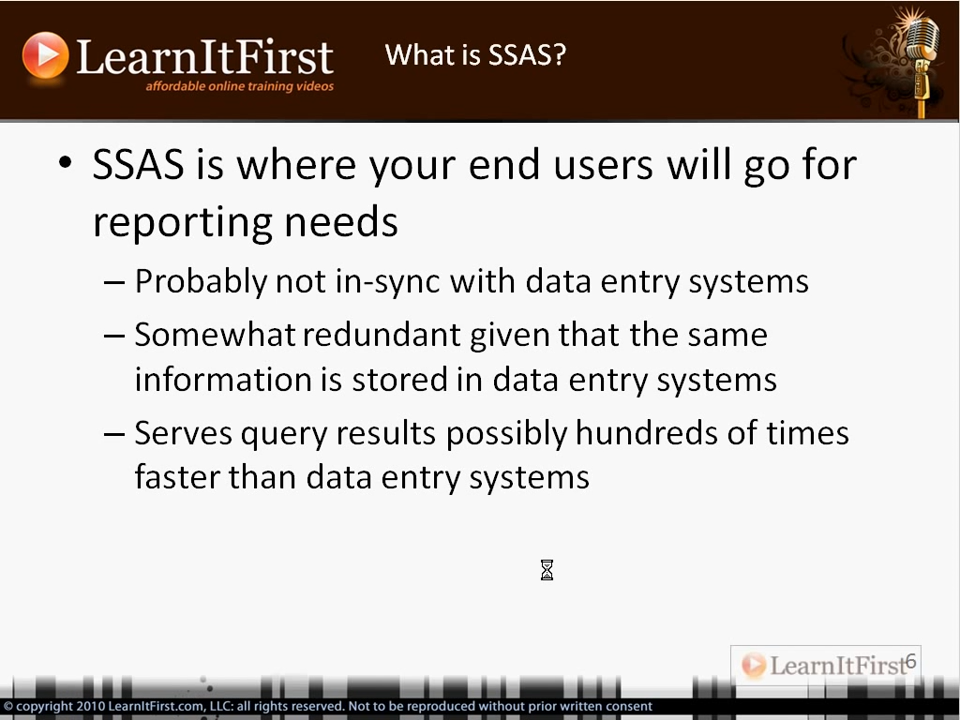 LearnItFirst
affordable online training videos
What is SSAS?
• SSAS is where your end users will go for
reporting needs
– Probably not in-sync with data entry systems
– Somewhat redundant given that the same
information is stored in data entry systems
– Serves query results possibly hundreds of times
faster than data entry systems
LearnItFirst
6
© copyright 2010 LearnItFirst.com, LLC: all rights reserved. Not to be reproduced without prior written consent